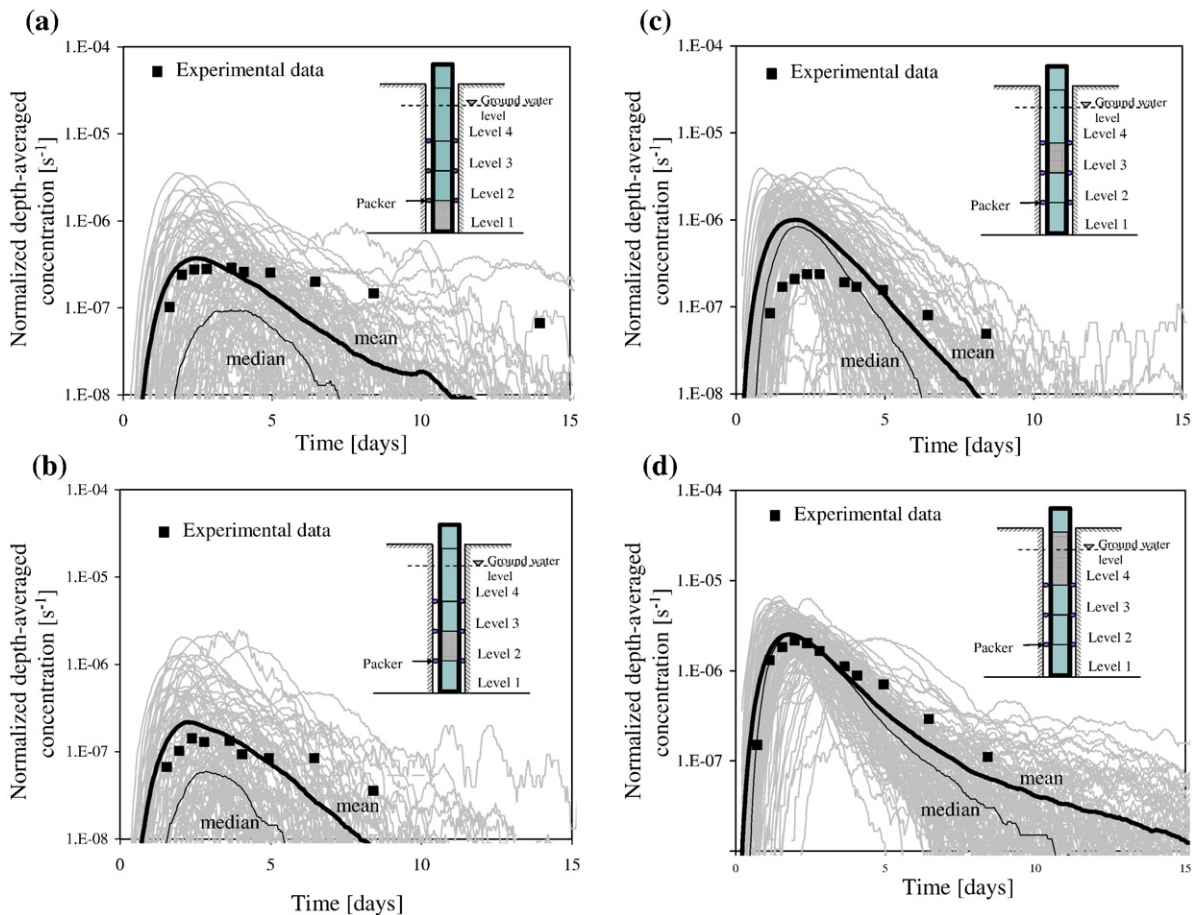 (a)
1.E-04
1.E-05
1.E-06
1.E-07
1.E-08
Normalized depth-averaged
concentration [s-1]
Experimental data
Ground water
level
Level 4
Level 3
Level 2
Packer
Level 1
mean
median
0 5 10 15
Time [days]
(b)
1.E-04
1.E-05
1.E-06
1.E-07
1.E-08
Normalized depth-averaged
concentration [s-1]
Experimental data
Ground water
level
Level 4
Level 3
Level 2
Packer
Level 1
mean
median
0 5 10 15
Time [days]
(c)
1.E-04
1.E-05
1.E-06
1.E-07
1.E-08
Normalized depth-averaged
concentration [s-1]
Experimental data
Ground water
level
Level 4
Level 3
Level 2
Packer
Level 1
mean
median
0 5 10 15
Time [days]
(d)
1.E-04
1.E-05
1.E-06
1.E-07
Normalized depth-averaged
concentration [s-1]
Experimental data
Ground water
level
Level 4
Level 3
Level 2
Packer
Level 1
mean
median
0 5 10 15
Time [days]